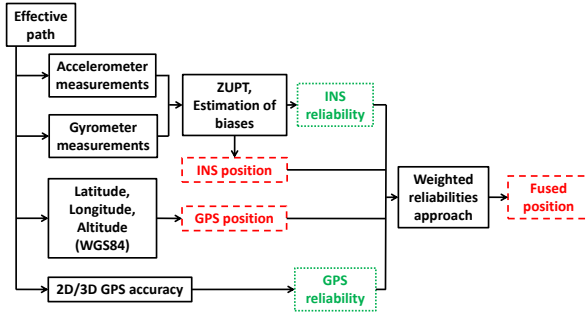 Effective
path
Accelerometer
measurements
Gyrometer
measurements
ZUPT,
Estimation of
biases
INS
reliability
INS position
Latitude,
Longitude,
Altitude
(WGS84)
GPS position
Weighted
reliabilities
approach
Fused
position
2D/3D GPS accuracy
GPS
reliability